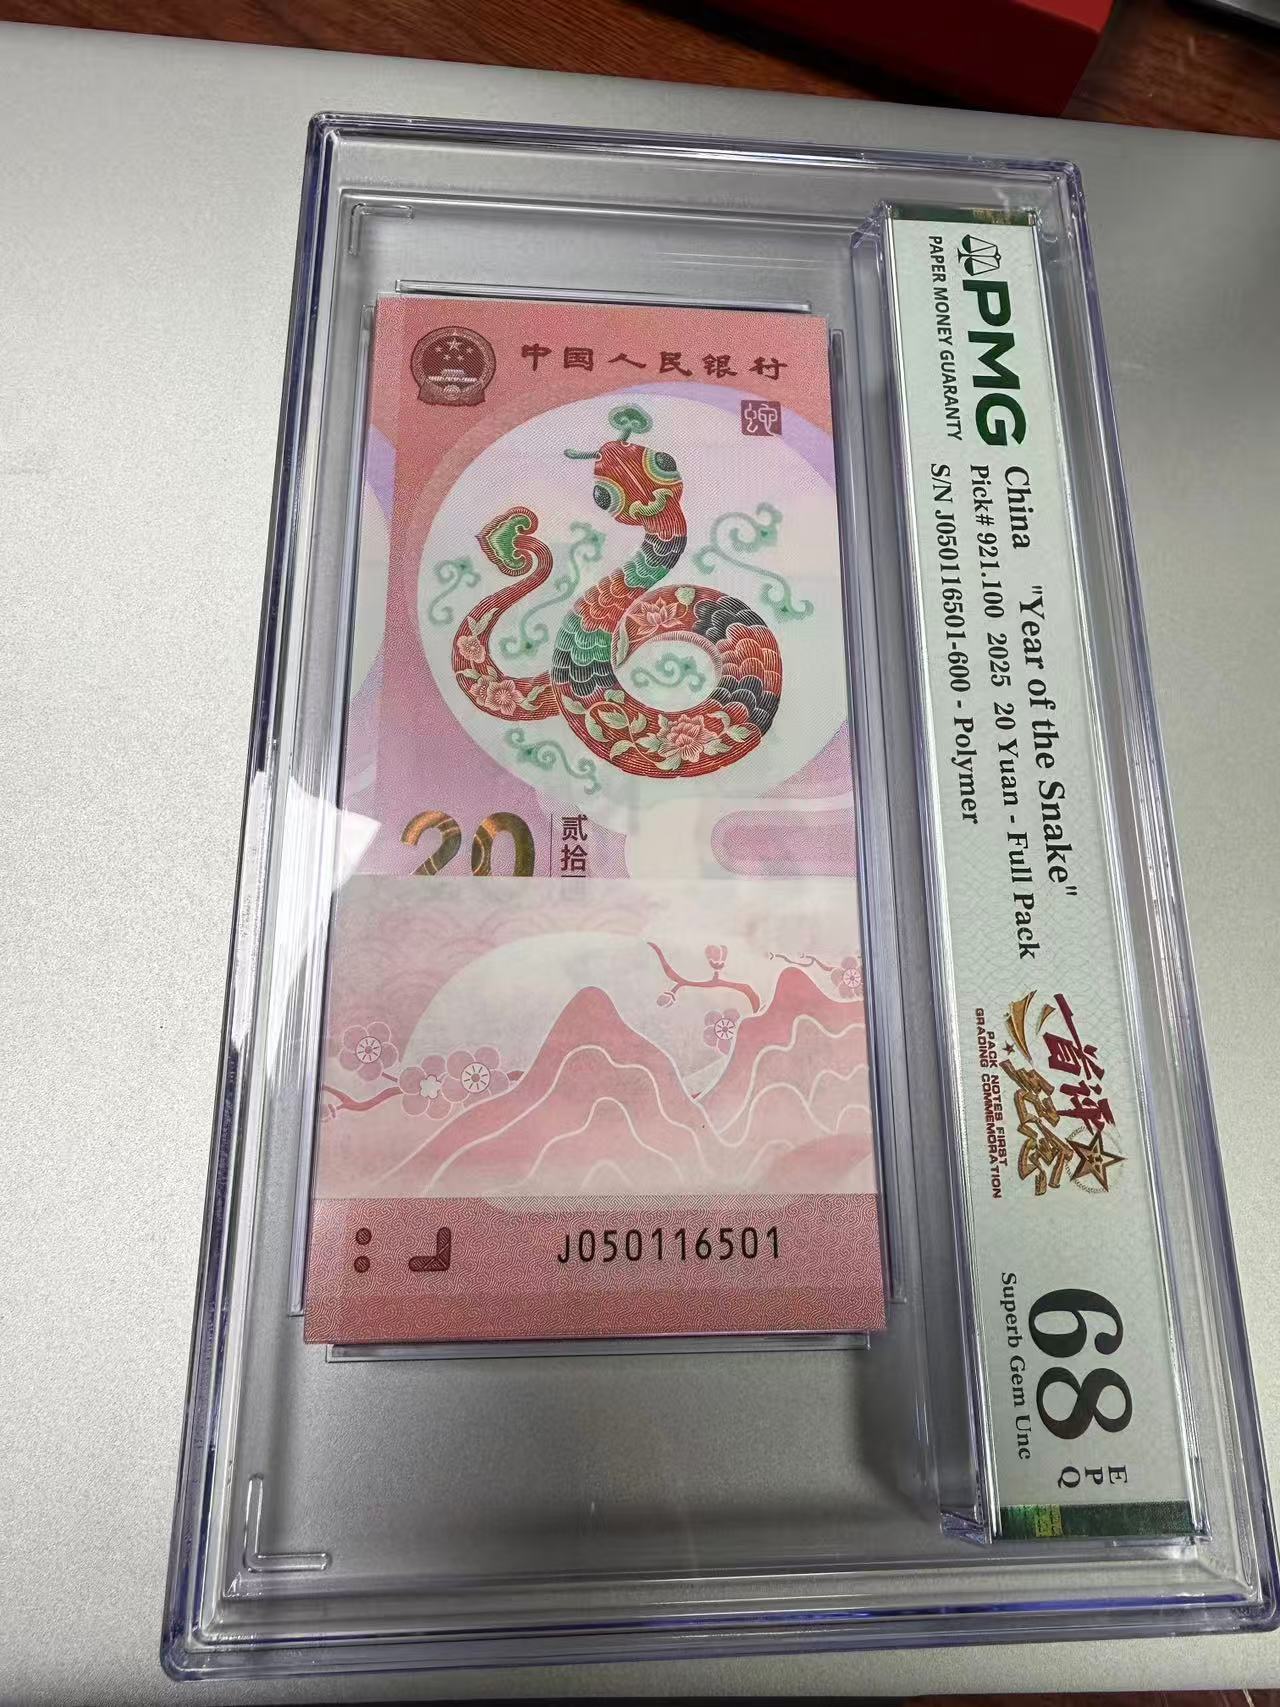 中国人民银行
蛇
20
贰拾
J050116501
PMG
PAPER MONEY GUARANTY
China "Year of the Snake"
Pick# 921.100 2025 20 Yuan - Full Pack
S/N J050116501-600 - Polymer
首评
纪念
PACK NOTES FIRST
GRADING COMMEMORATION
68 EPQ
Superb Gem Unc